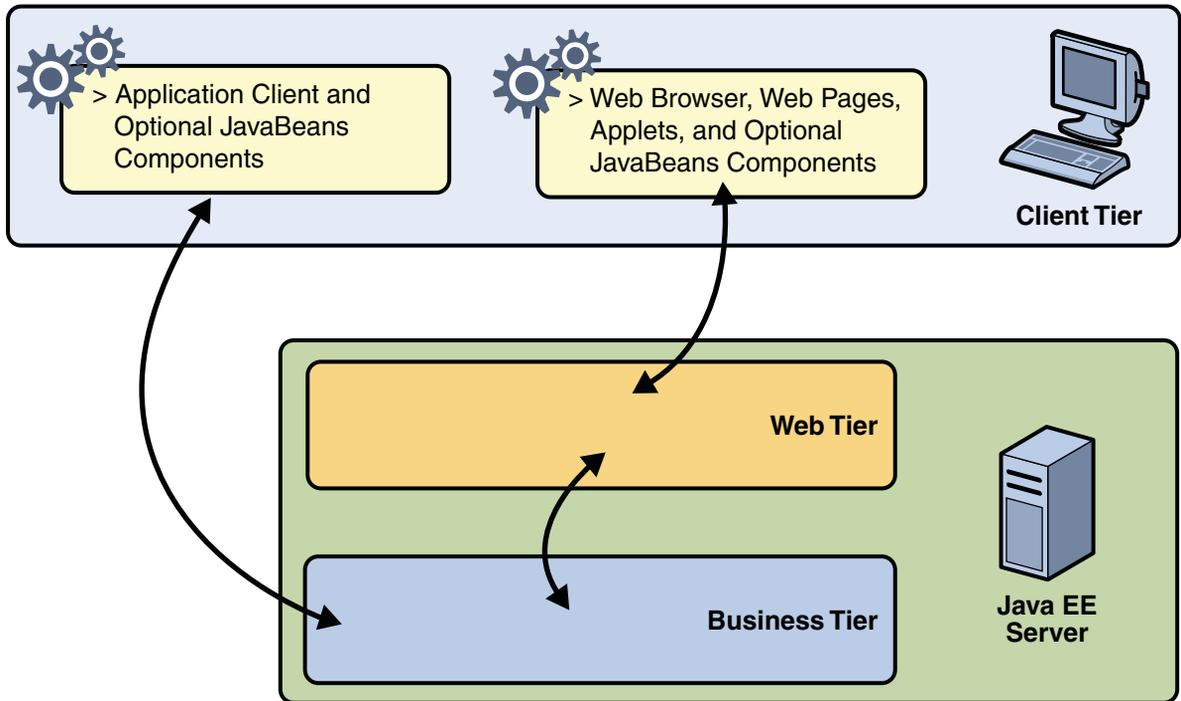 > Application Client and
Optional JavaBeans
Components
> Web Browser, Web Pages,
Applets, and Optional
JavaBeans Components
Client Tier
Web Tier
Business Tier
Java EE
Server